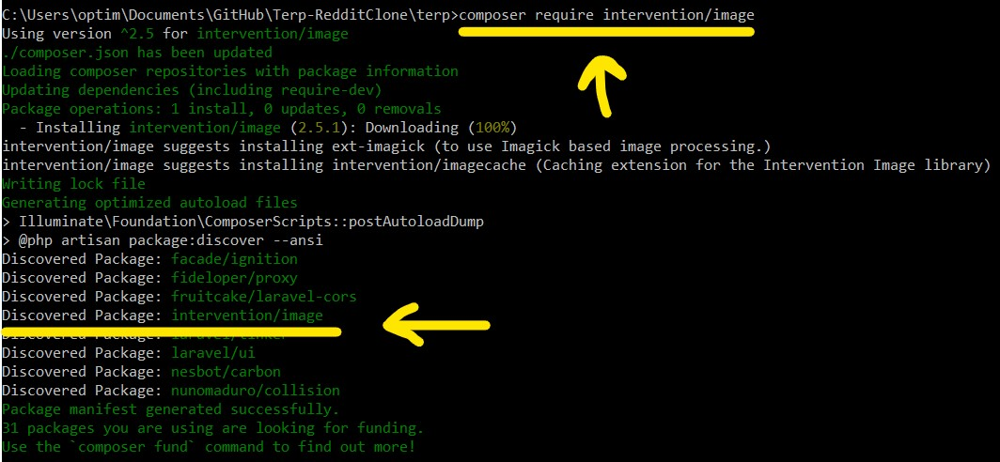 C:\Users\optim\Documents\GitHub\Terp-RedditClone\terp>composer require intervention/image
Using version ^2.5 for intervention/image
./composer.json has been updated
Loading composer repositories with package information
Updating dependencies (including require-dev)
Package operations: 1 install, 0 updates, 0 removals
  - Installing intervention/image (2.5.1): Downloading (100%)
intervention/image suggests installing ext-imagick (to use Imagick based image processing.)
intervention/image suggests installing intervention/imagecache (Caching extension for the Intervention Image library)
Writing lock file
Generating optimized autoload files
> Illuminate\Foundation\ComposerScripts::postAutoloadDump
> @php artisan package:discover --ansi
Discovered Package: facade/ignition
Discovered Package: fideloper/proxy
Discovered Package: fruitcake/laravel-cors
Discovered Package: intervention/image
Discovered Package: laravel/tinker
Discovered Package: laravel/ui
Discovered Package: nesbot/carbon
Discovered Package: nunomaduro/collision
Package manifest generated successfully.
31 packages you are using are looking for funding.
Use the `composer fund` command to find out more!